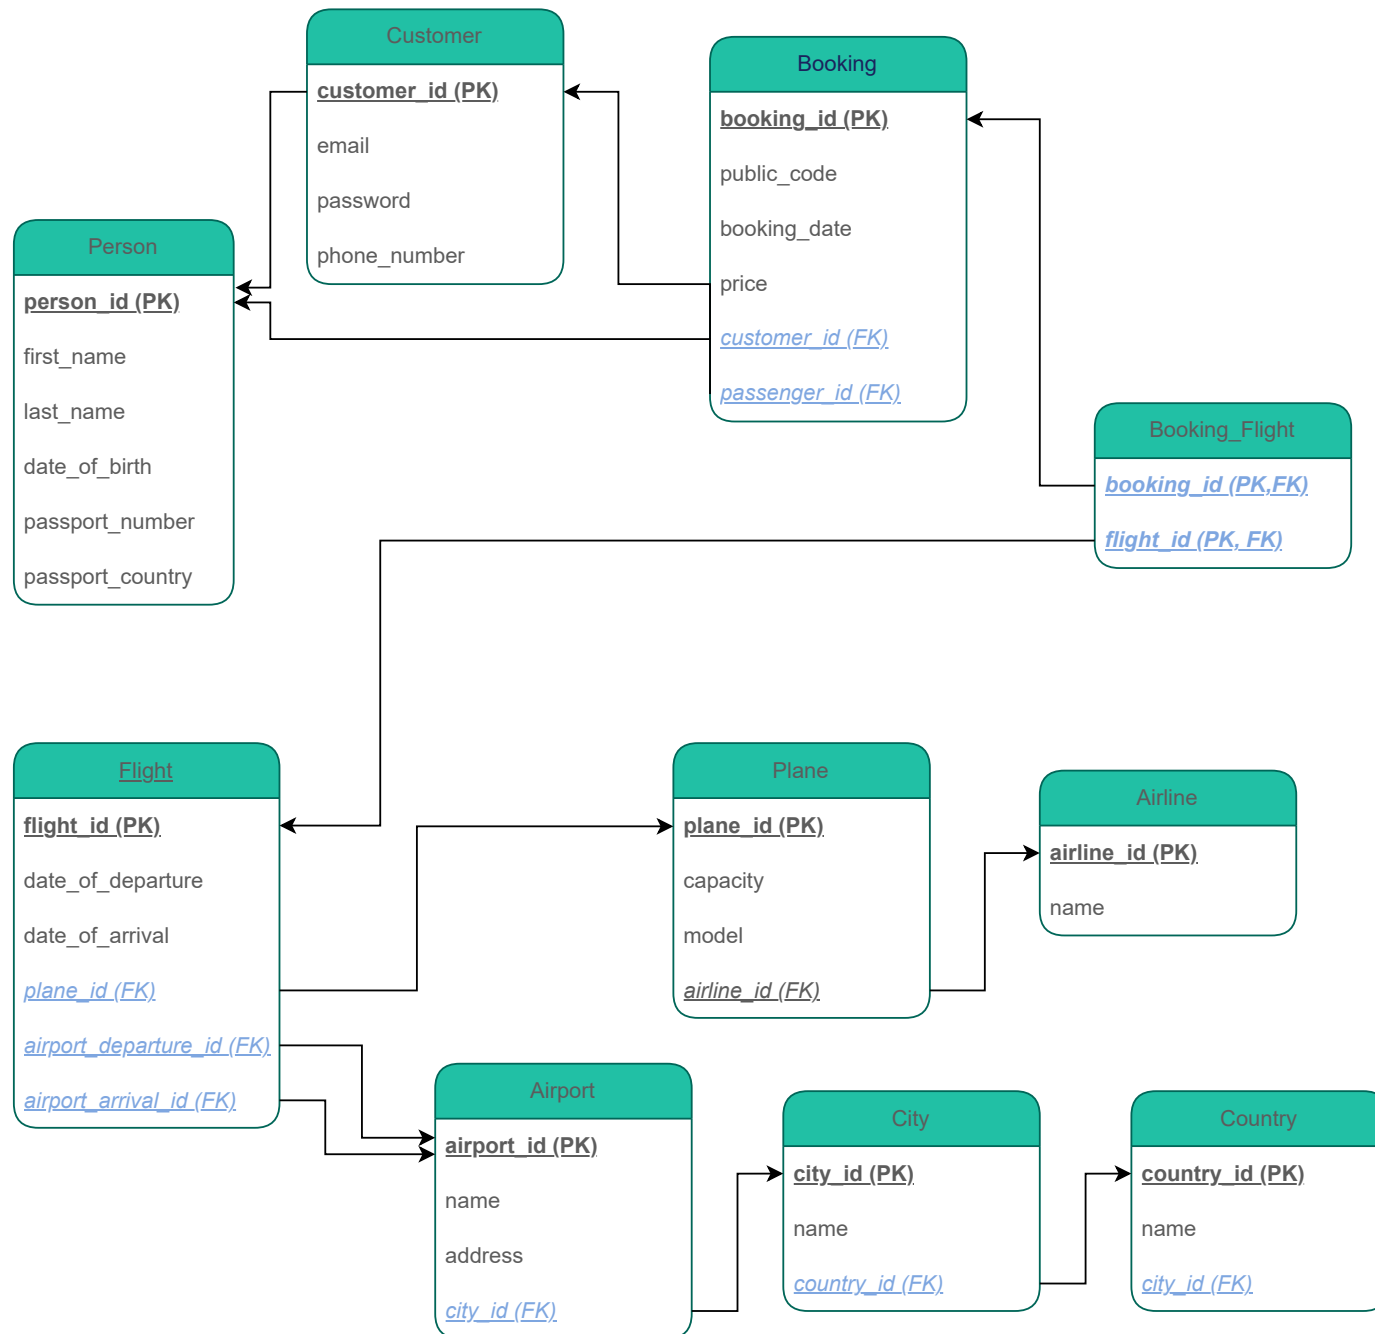 Customer
customer_id (PK)
email
password
phone_number
Booking
booking_id (PK)
public_code
booking_date
price
customer_id (FK)
passenger_id (FK)
Person
person_id (PK)
first_name
last_name
date_of_birth
passport_number
passport_country
Booking_Flight
booking_id (PK,FK)
flight_id (PK, FK)
Flight
flight_id (PK)
date_of_departure
date_of_arrival
plane_id (FK)
airport_departure_id (FK)
airport_arrival_id (FK)
Plane
plane_id (PK)
capacity
model
airline_id (FK)
Airline
airline_id (PK)
name
Airport
airport_id (PK)
name
address
city_id (FK)
City
city_id (PK)
name
country_id (FK)
Country
country_id (PK)
name
city_id (FK)